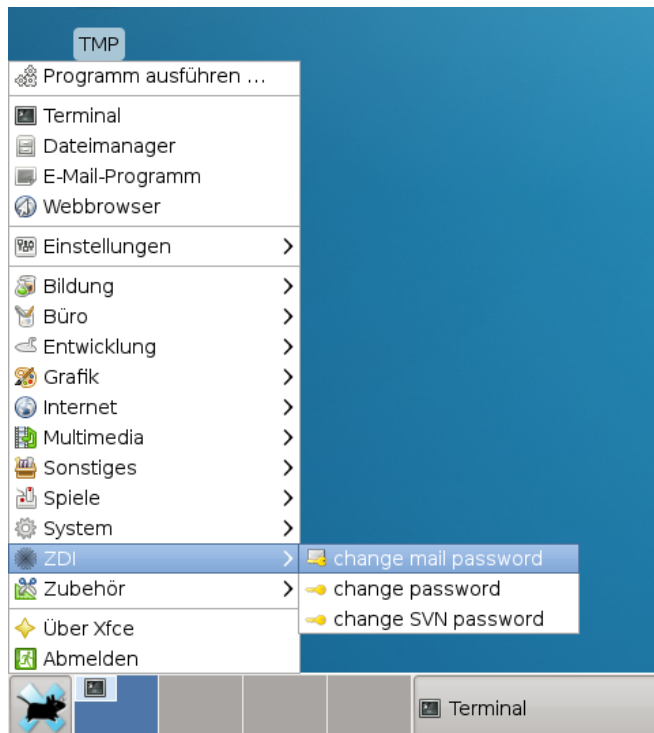 TMP
Programm ausführen ...
Terminal
Dateimanager
E-Mail-Programm
Webbrowser
Einstellungen
Bildung
Büro
Entwicklung
Grafik
Internet
Multimedia
Sonstiges
Spiele
System
ZDI
change mail password
Zubehör
change password
change SVN password
Über Xfce
Abmelden
Terminal